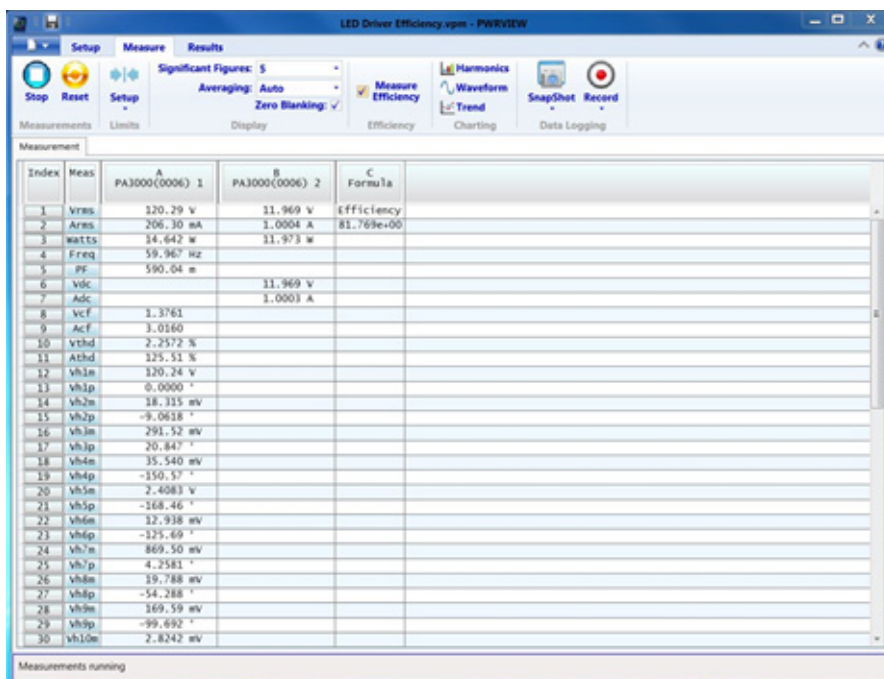 LED Driver Efficiency.vpm - PWRVIEW
Setup Measure Results
Stop Reset Setup
Significant Figures: 5
Averaging: Auto
Zero Blanking:
Measure Efficiency
Harmonics
Waveform
Trend
SnapShot Record
Measurements Limits Display Efficiency Charting Data Logging
Measurement
Index Meas A B C
PA3000(0006) 1 PA3000(0006) 2 Formula
1 Vrms 120.29 V 11.969 V Efficiency
2 Arms 206.30 mA 1.0004 A 81.769e+00
3 Watts 14.642 W 11.973 W
4 Freq 59.967 Hz
5 PF 590.04 m
6 Vdc 11.969 V
7 Adc 1.0003 A
8 Vcf 1.3761
9 Acf 3.0160
10 Vthd 2.2572 %
11 Athd 125.51 %
12 Vh1m 120.24 V
13 Vh1p 0.0000 °
14 Vh2m 18.315 mV
15 Vh2p -9.0618 °
16 Vh3m 291.52 mV
17 Vh3p 20.847 °
18 Vh4m 35.540 mV
19 Vh4p -150.57 °
20 Vh5m 2.4083 V
21 Vh5p -168.46 °
22 Vh6m 12.938 mV
23 Vh6p -125.69 °
24 Vh7m 869.50 mV
25 Vh7p 4.2581 °
26 Vh8m 19.788 mV
27 Vh8p -54.288 °
28 Vh9m 169.59 mV
29 Vh9p -99.692 °
30 Vh10m 2.8242 mV
Measurements running